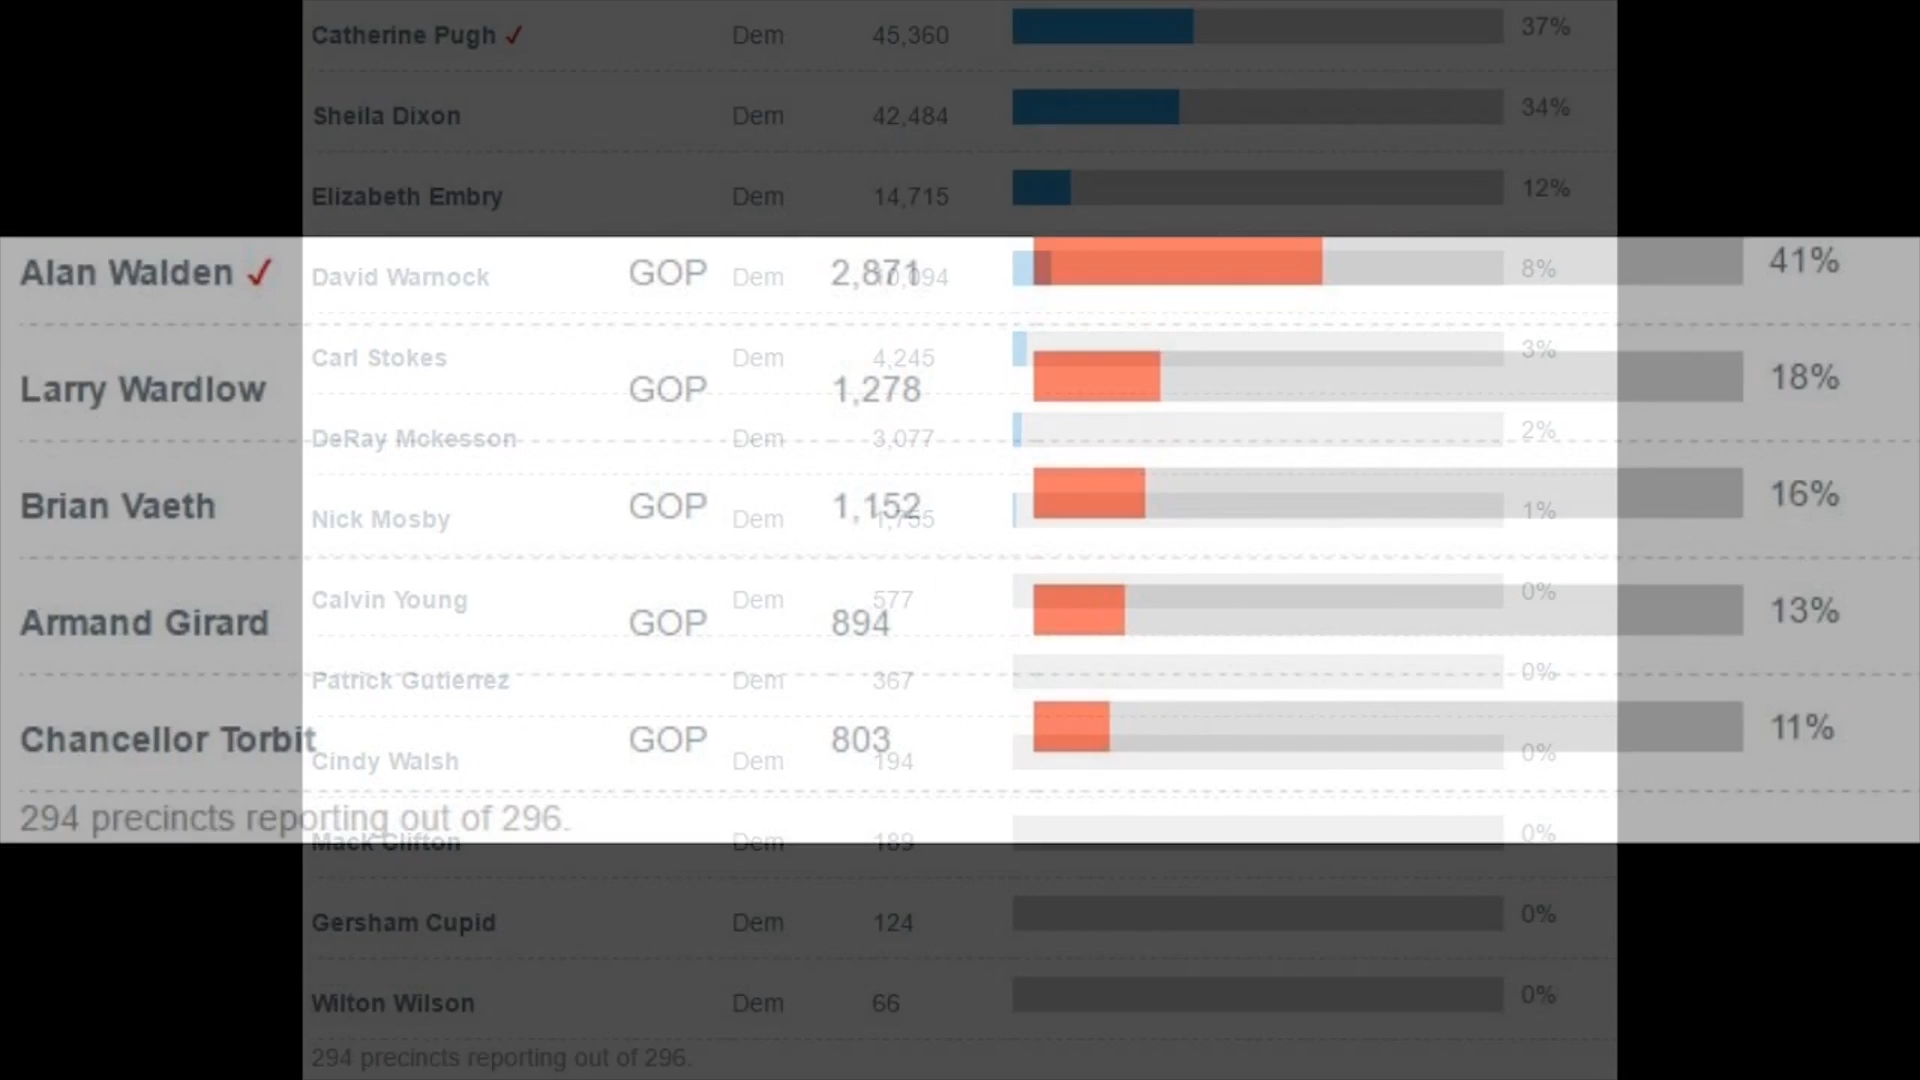 Catherine Pugh ✓ Dem 45,360 37%
Sheila Dixon Dem 42,484 34%
Elizabeth Embry Dem 14,715 12%
Alan Walden ✓ GOP 2,871 41%
David Warnock Dem 10,094 8%
Carl Stokes Dem 4,245 3%
Larry Wardlow GOP 1,278 18%
DeRay Mckesson Dem 3,077 2%
Brian Vaeth GOP 1,152 16%
Nick Mosby Dem 1%
Calvin Young Dem 577 0%
Armand Girard GOP 894 13%
Patrick Gutierrez Dem 367 0%
Chancellor Torbit GOP 803 11%
Cindy Walsh Dem 194 0%
294 precincts reporting out of 296.
Mack Clifton Dem 189 0%
Gersham Cupid Dem 124 0%
Wilton Wilson Dem 66 0%
294 precincts reporting out of 296.